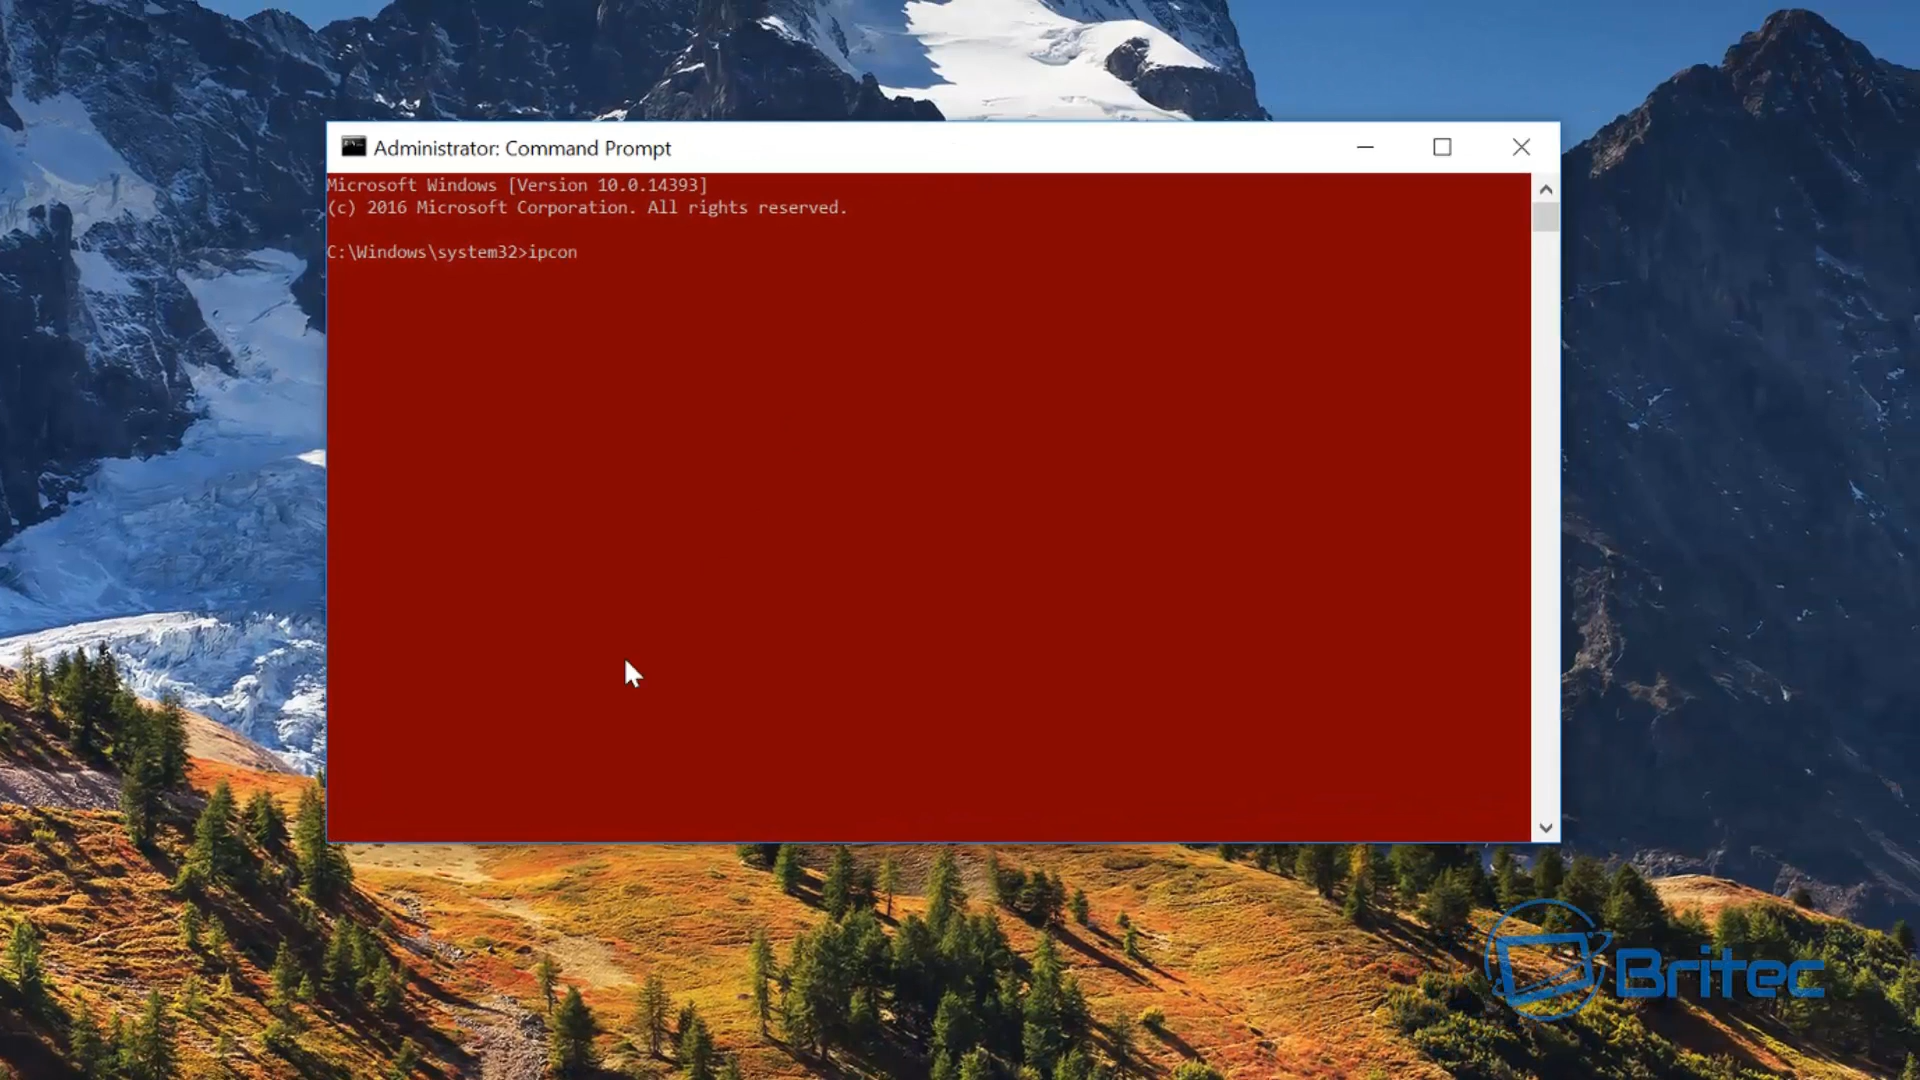 Administrator: Command Prompt
Microsoft Windows [Version 10.0.14393]
(c) 2016 Microsoft Corporation. All rights reserved.
C:\Windows\system32>ipcon
Britec